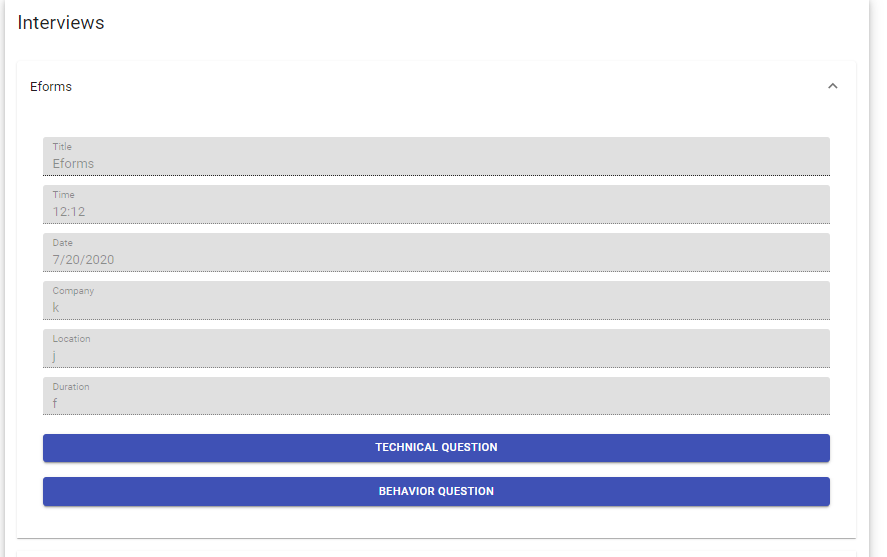 Interviews
Eforms
Title
Eforms
Time
12:12
Date
7/20/2020
Company
k
Location
j
Duration
f
TECHNICAL QUESTION
BEHAVIOR QUESTION